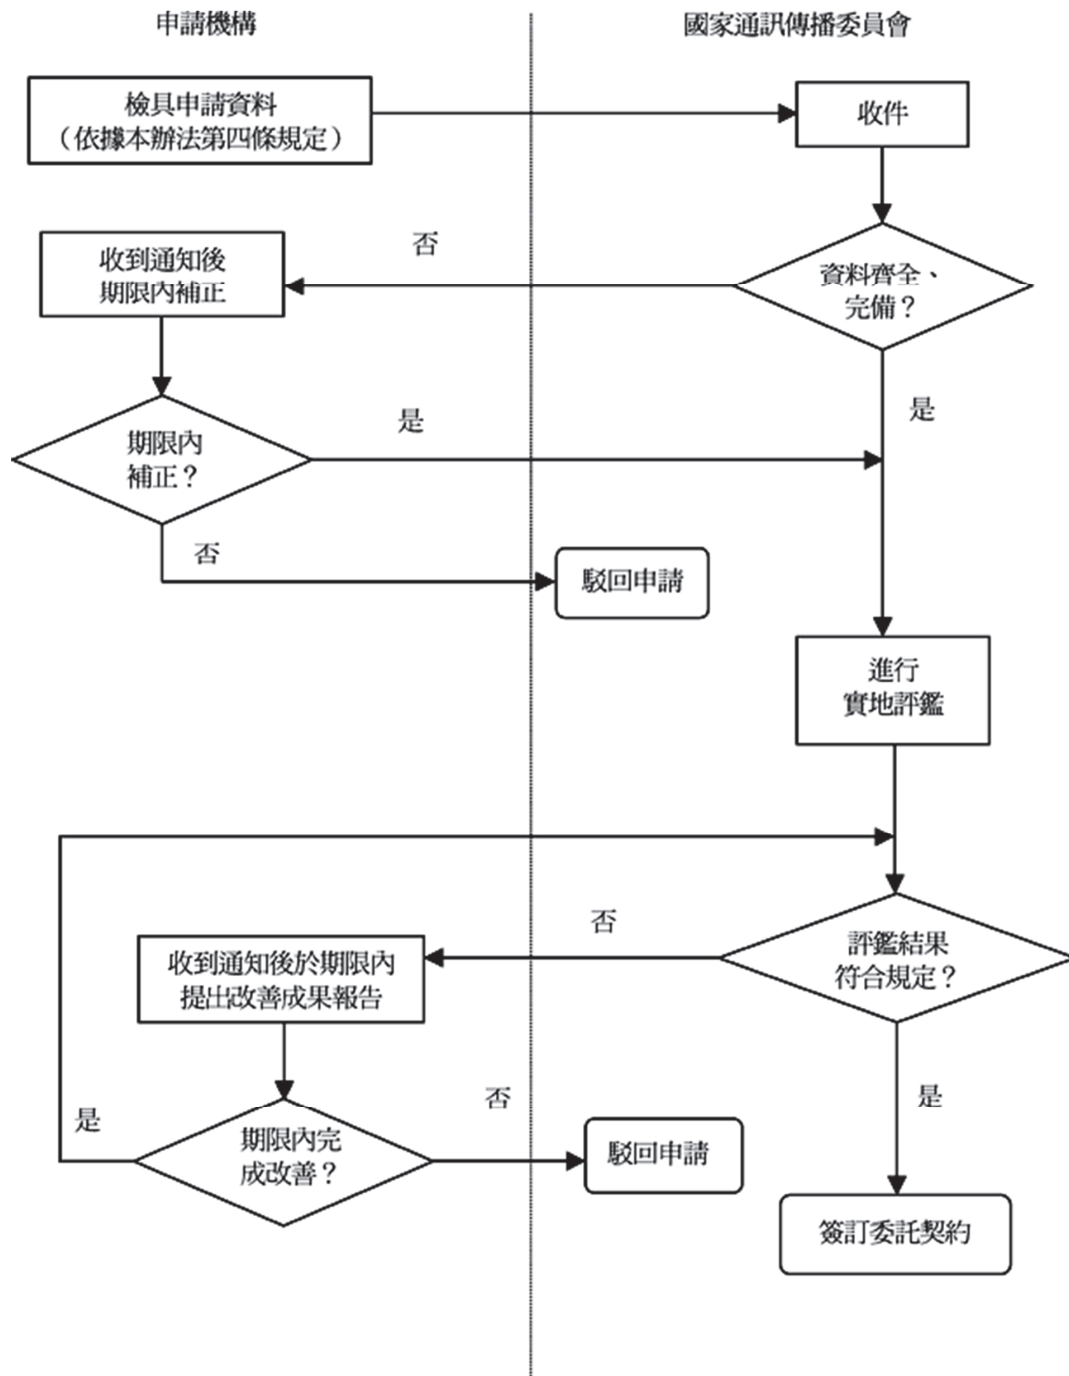 申請機構
國家通訊傳播委員會
檢具申請資料
（依據本辦法第四條規定）
收件
收到通知後
期限內補正
否
資料齊全、
完備？
期限內
補正？
是
是
否
駁回申請
進行
實地評鑑
否
評鑑結果
符合規定？
收到通知後於期限內
提出改善成果報告
是
期限內完
成改善？
否
駁回申請
是
簽訂委託契約